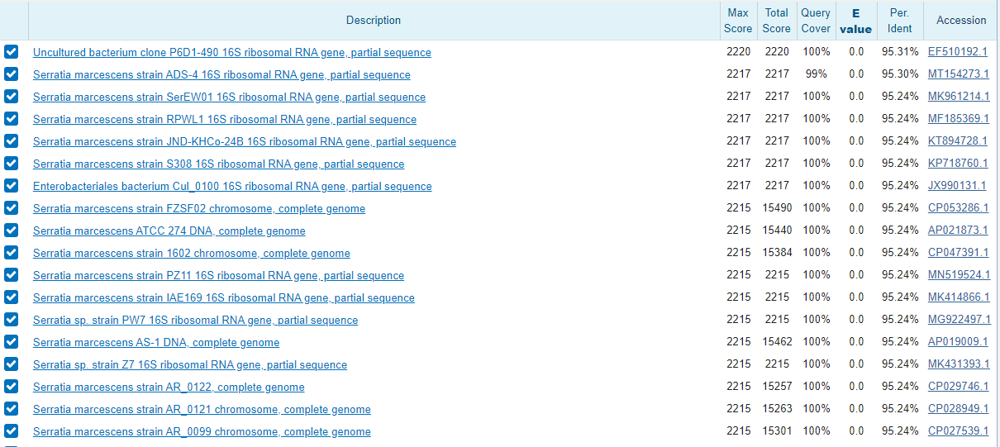 Description Max Score Total Score Query Cover E value Per. Ident Accession
Uncultured bacterium clone P6D1-490 16S ribosomal RNA gene, partial sequence 2220 2220 100% 0.0 95.31% EF510192.1
Serratia marcescens strain ADS-4 16S ribosomal RNA gene, partial sequence 2217 2217 99% 0.0 95.30% MT154273.1
Serratia marcescens strain SerEW01 16S ribosomal RNA gene, partial sequence 2217 2217 100% 0.0 95.24% MK961214.1
Serratia marcescens strain RPWL1 16S ribosomal RNA gene, partial sequence 2217 2217 100% 0.0 95.24% MF185369.1
Serratia marcescens strain JND-KHCo-24B 16S ribosomal RNA gene, partial sequence 2217 2217 100% 0.0 95.24% KT894728.1
Serratia marcescens strain S308 16S ribosomal RNA gene, partial sequence 2217 2217 100% 0.0 95.24% KP718760.1
Enterobacteriales bacterium Cul_0100 16S ribosomal RNA gene, partial sequence 2217 2217 100% 0.0 95.24% JX990131.1
Serratia marcescens strain FZSF02 chromosome, complete genome 2215 15490 100% 0.0 95.24% CP053286.1
Serratia marcescens ATCC 274 DNA, complete genome 2215 15440 100% 0.0 95.24% AP021873.1
Serratia marcescens strain 1602 chromosome, complete genome 2215 15384 100% 0.0 95.24% CP047391.1
Serratia marcescens strain PZ11 16S ribosomal RNA gene, partial sequence 2215 2215 100% 0.0 95.24% MN519524.1
Serratia marcescens strain IAE169 16S ribosomal RNA gene, partial sequence 2215 2215 100% 0.0 95.24% MK414866.1
Serratia sp. strain PW7 16S ribosomal RNA gene, partial sequence 2215 2215 100% 0.0 95.24% MG922497.1
Serratia marcescens AS-1 DNA, complete genome 2215 15462 100% 0.0 95.24% AP019009.1
Serratia sp. strain Z7 16S ribosomal RNA gene, partial sequence 2215 2215 100% 0.0 95.24% MK431393.1
Serratia marcescens strain AR_0122, complete genome 2215 15257 100% 0.0 95.24% CP029746.1
Serratia marcescens strain AR_0121 chromosome, complete genome 2215 15263 100% 0.0 95.24% CP028949.1
Serratia marcescens strain AR_0099 chromosome, complete genome 2215 15301 100% 0.0 95.24% CP027539.1